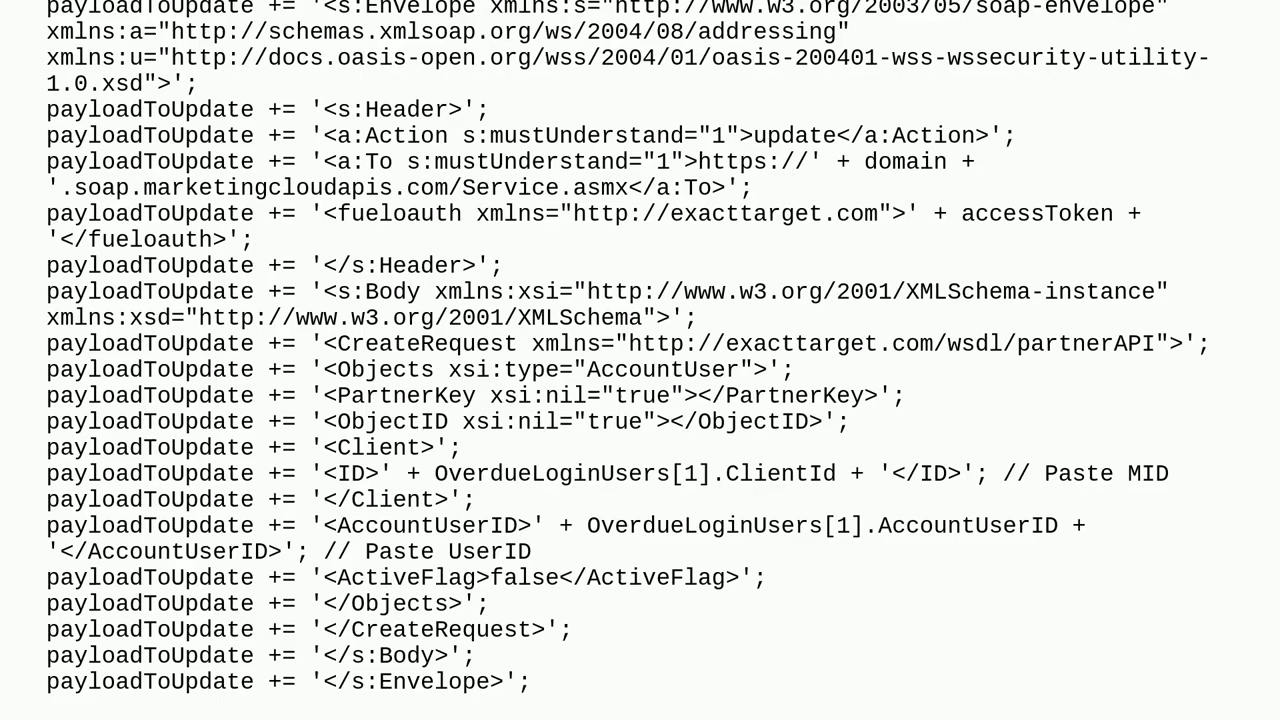 payloadToUpdate += '<s:Envelope xmlns:s="http://www.w3.org/2003/05/soap-envelope"
xmlns:a="http://schemas.xmlsoap.org/ws/2004/08/addressing"
xmlns:u="http://docs.oasis-open.org/wss/2004/01/oasis-200401-wss-wssecurity-utility-
1.0.xsd">';
payloadToUpdate += '<s:Header>';
payloadToUpdate += '<a:Action s:mustUnderstand="1">update</a:Action>';
payloadToUpdate += '<a:To s:mustUnderstand="1">https://' + domain +
'.soap.marketingcloudapis.com/Service.asmx</a:To>';
payloadToUpdate += '<fueloauth xmlns="http://exacttarget.com">' + accessToken +
'</fueloauth>';
payloadToUpdate += '</s:Header>';
payloadToUpdate += '<s:Body xmlns:xsi="http://www.w3.org/2001/XMLSchema-instance"
xmlns:xsd="http://www.w3.org/2001/XMLSchema">';
payloadToUpdate += '<CreateRequest xmlns="http://exacttarget.com/wsdl/partnerAPI">';
payloadToUpdate += '<Objects xsi:type="AccountUser">';
payloadToUpdate += '<PartnerKey xsi:nil="true"></PartnerKey>';
payloadToUpdate += '<ObjectID xsi:nil="true"></ObjectID>';
payloadToUpdate += '<Client>';
payloadToUpdate += '<ID>' + OverdueLoginUsers[1].ClientId + '</ID>'; // Paste MID
payloadToUpdate += '</Client>';
payloadToUpdate += '<AccountUserID>' + OverdueLoginUsers[1].AccountUserID +
'</AccountUserID>'; // Paste UserID
payloadToUpdate += '<ActiveFlag>false</ActiveFlag>';
payloadToUpdate += '</Objects>';
payloadToUpdate += '</CreateRequest>';
payloadToUpdate += '</s:Body>';
payloadToUpdate += '</s:Envelope>';